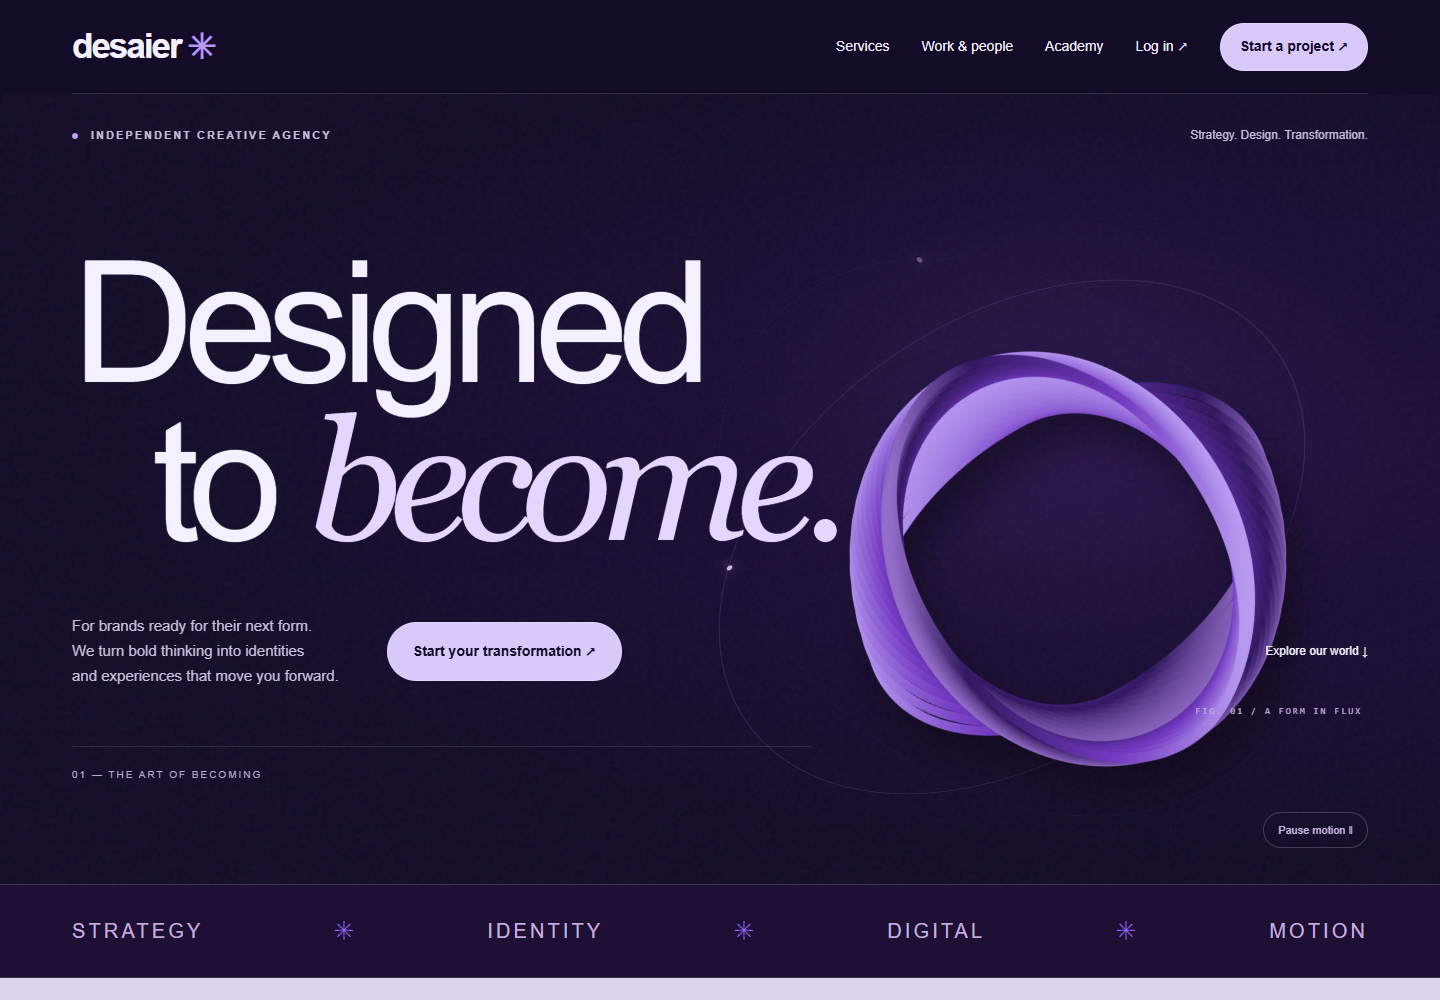 desaier
Services
Work & people
Academy
Log in ↗
Start a project ↗
INDEPENDENT CREATIVE AGENCY
Strategy. Design. Transformation.
Designed
to become.
For brands ready for their next form.
We turn bold thinking into identities
and experiences that move you forward.
Start your transformation ↗
Explore our world ↓
FIG. 01 / A FORM IN FLUX
01 — THE ART OF BECOMING
Pause motion Ⅱ
STRATEGY
IDENTITY
DIGITAL
MOTION